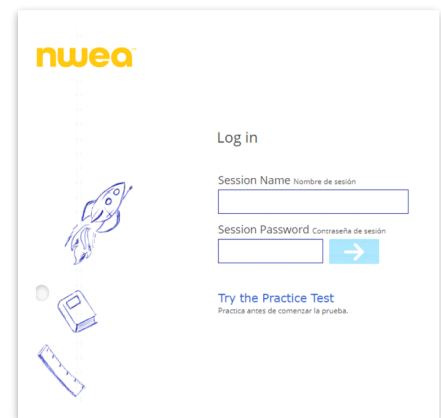 nwea
Log in
Session Name Nombre de sesión
Session Password Contraseña de sesión
Try the Practice Test
Practica antes de comenzar la prueba.